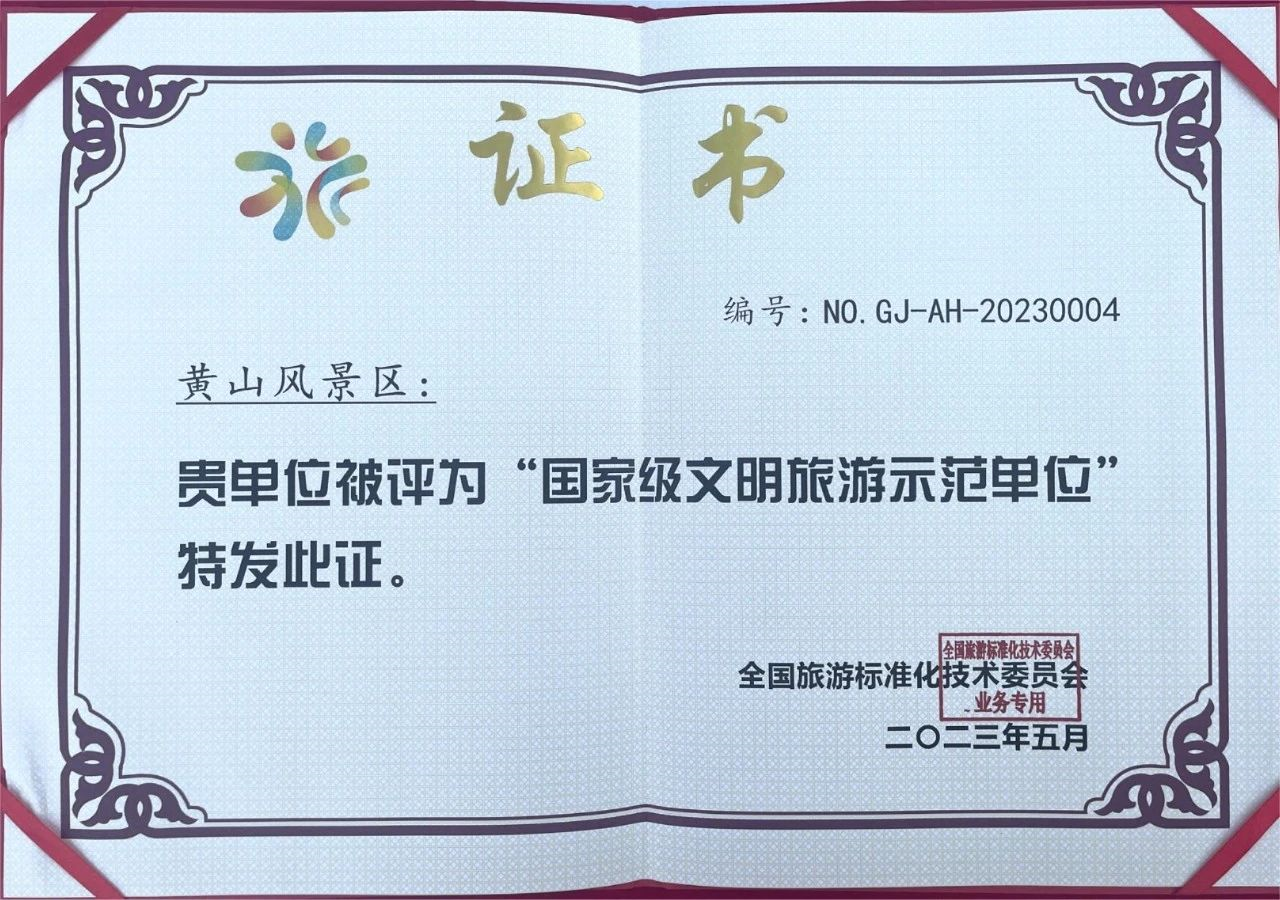 证书
编号：NO.GJ-AH-20230004
黄山风景区：
贵单位被评为“国家级文明旅游示范单位”
特发此证。
全国旅游标准化技术委员会
全国旅游标准化技术委员会
业务专用
二〇二三年五月